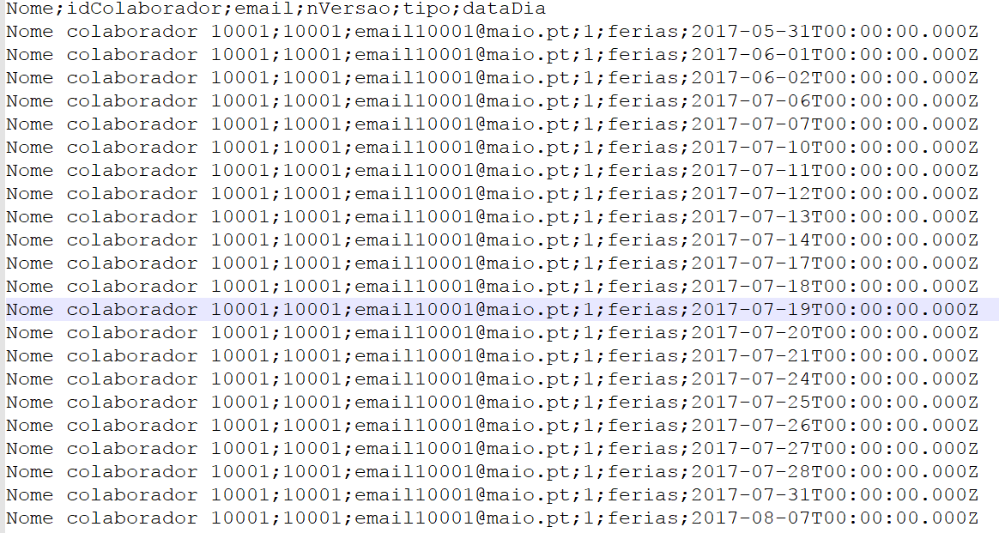 Nome;idColaborador;email;nVersao;tipo;dataDia
Nome colaborador 10001;10001;email10001@maio.pt;1;ferias;2017-05-31T00:00:00.000Z
Nome colaborador 10001;10001;email10001@maio.pt;1;ferias;2017-06-01T00:00:00.000Z
Nome colaborador 10001;10001;email10001@maio.pt;1;ferias;2017-06-02T00:00:00.000Z
Nome colaborador 10001;10001;email10001@maio.pt;1;ferias;2017-07-06T00:00:00.000Z
Nome colaborador 10001;10001;email10001@maio.pt;1;ferias;2017-07-07T00:00:00.000Z
Nome colaborador 10001;10001;email10001@maio.pt;1;ferias;2017-07-10T00:00:00.000Z
Nome colaborador 10001;10001;email10001@maio.pt;1;ferias;2017-07-11T00:00:00.000Z
Nome colaborador 10001;10001;email10001@maio.pt;1;ferias;2017-07-12T00:00:00.000Z
Nome colaborador 10001;10001;email10001@maio.pt;1;ferias;2017-07-13T00:00:00.000Z
Nome colaborador 10001;10001;email10001@maio.pt;1;ferias;2017-07-14T00:00:00.000Z
Nome colaborador 10001;10001;email10001@maio.pt;1;ferias;2017-07-17T00:00:00.000Z
Nome colaborador 10001;10001;email10001@maio.pt;1;ferias;2017-07-18T00:00:00.000Z
Nome colaborador 10001;10001;email10001@maio.pt;1;ferias;2017-07-19T00:00:00.000Z
Nome colaborador 10001;10001;email10001@maio.pt;1;ferias;2017-07-20T00:00:00.000Z
Nome colaborador 10001;10001;email10001@maio.pt;1;ferias;2017-07-21T00:00:00.000Z
Nome colaborador 10001;10001;email10001@maio.pt;1;ferias;2017-07-24T00:00:00.000Z
Nome colaborador 10001;10001;email10001@maio.pt;1;ferias;2017-07-25T00:00:00.000Z
Nome colaborador 10001;10001;email10001@maio.pt;1;ferias;2017-07-26T00:00:00.000Z
Nome colaborador 10001;10001;email10001@maio.pt;1;ferias;2017-07-27T00:00:00.000Z
Nome colaborador 10001;10001;email10001@maio.pt;1;ferias;2017-07-28T00:00:00.000Z
Nome colaborador 10001;10001;email10001@maio.pt;1;ferias;2017-07-31T00:00:00.000Z
Nome colaborador 10001;10001;email10001@maio.pt;1;ferias;2017-08-07T00:00:00.000Z